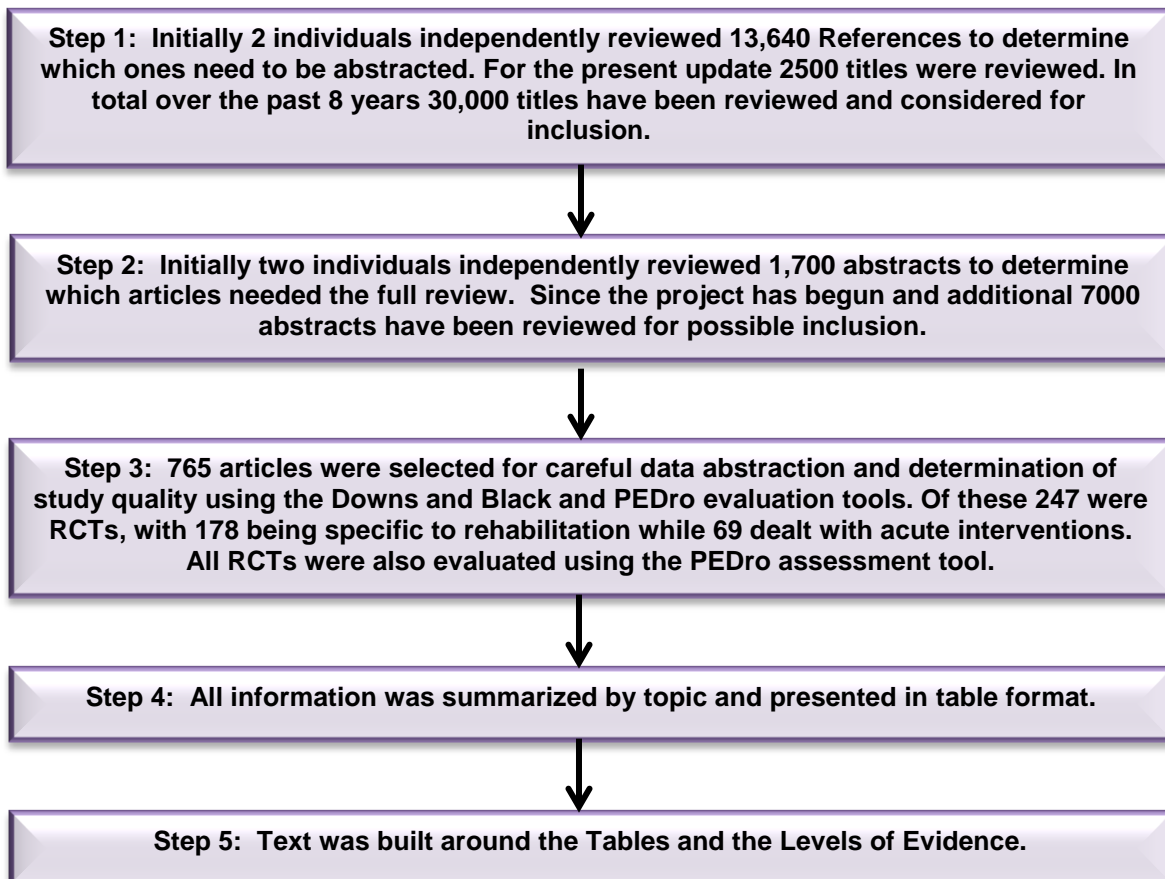 Step 1:  Initially 2 individuals independently reviewed 13,640 References to determine
which ones need to be abstracted. For the present update 2500 titles were reviewed. In
total over the past 8 years 30,000 titles have been reviewed and considered for
inclusion.
Step 2:  Initially two individuals independently reviewed 1,700 abstracts to determine
which articles needed the full review.  Since the project has begun and additional 7000
abstracts have been reviewed for possible inclusion.
Step 3:  765 articles were selected for careful data abstraction and determination of
study quality using the Downs and Black and PEDro evaluation tools. Of these 247 were
RCTs, with 178 being specific to rehabilitation while 69 dealt with acute interventions.
All RCTs were also evaluated using the PEDro assessment tool.
Step 4:  All information was summarized by topic and presented in table format.
Step 5:  Text was built around the Tables and the Levels of Evidence.